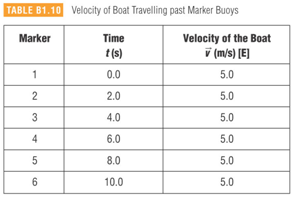 TABLE B1.10 Velocity of Boat Travelling past Marker Buoys
Marker Time Velocity of the Boat
t (s) v⃗ (m/s) [E]
1 0.0 5.0
2 2.0 5.0
3 4.0 5.0
4 6.0 5.0
5 8.0 5.0
6 10.0 5.0